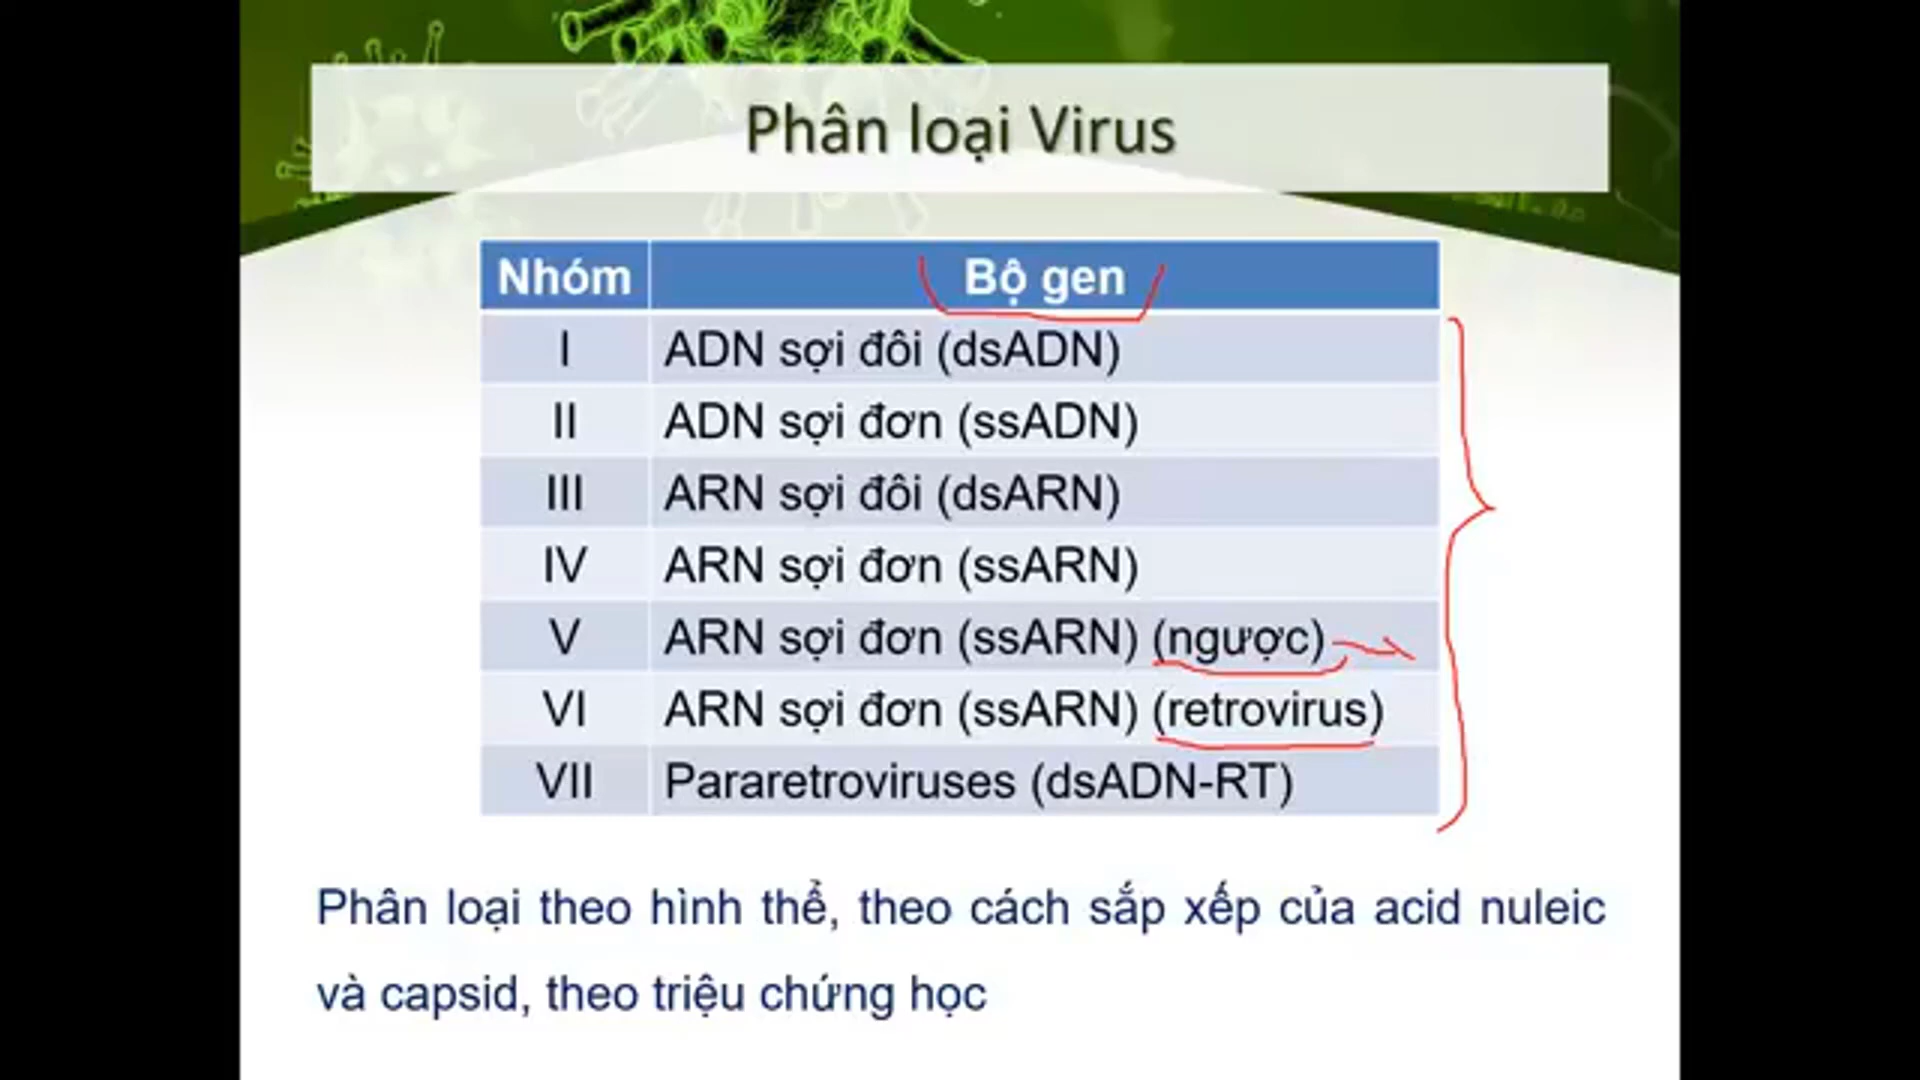 Phân loại Virus
Nhóm Bộ gen
I ADN sợi đôi (dsADN)
II ADN sợi đơn (ssADN)
III ARN sợi đôi (dsARN)
IV ARN sợi đơn (ssARN)
V ARN sợi đơn (ssARN) (ngược)
VI ARN sợi đơn (ssARN) (retrovirus)
VII Pararetroviruses (dsADN-RT)
Phân loại theo hình thể, theo cách sắp xếp của acid nuleic
và capsid, theo triệu chứng học